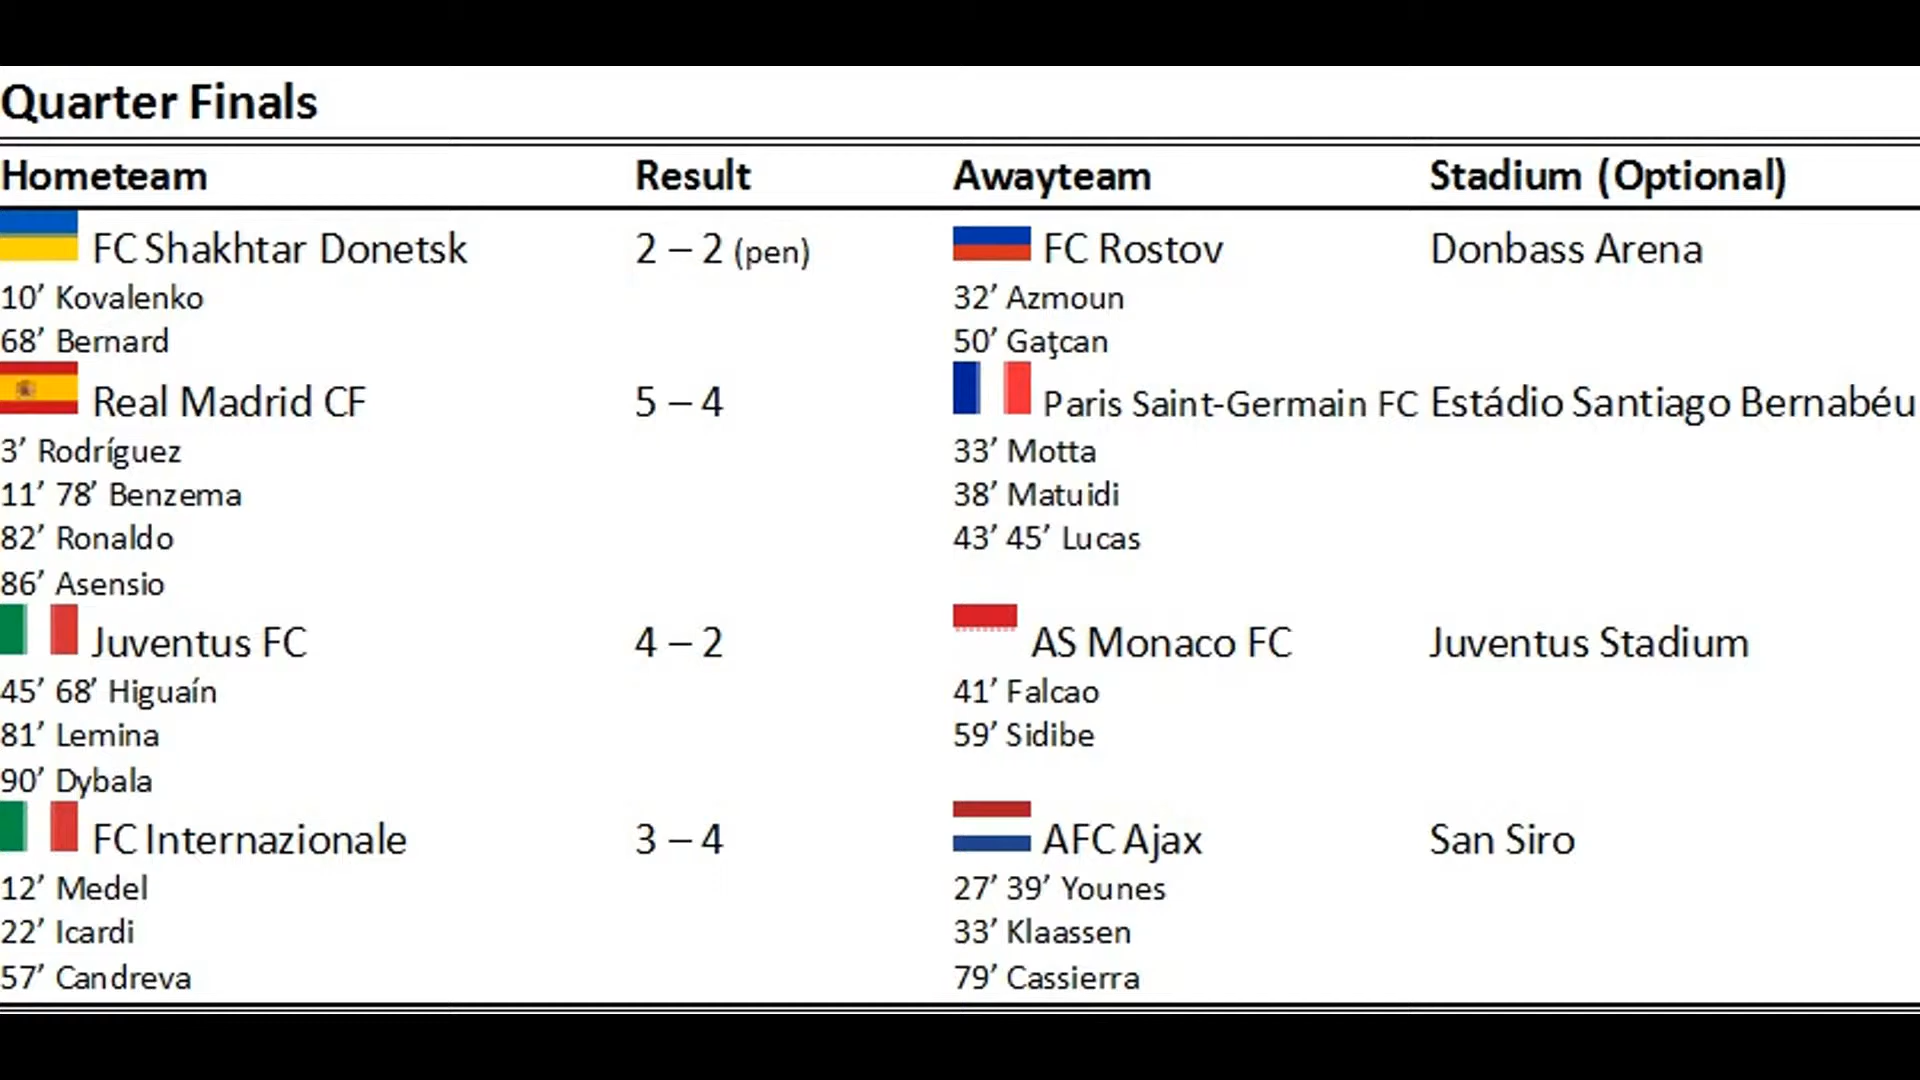 Quarter Finals
Hometeam Result Awayteam Stadium (Optional)
FC Shakhtar Donetsk 2 – 2 (pen) FC Rostov Donbass Arena
10’ Kovalenko 32’ Azmoun
68’ Bernard 50’ Gaţcan
Real Madrid CF 5 – 4 Paris Saint-Germain FC Estádio Santiago Bernabéu
3’ Rodríguez 33’ Motta
11’ 78’ Benzema 38’ Matuidi
82’ Ronaldo 43’ 45’ Lucas
86’ Asensio
Juventus FC 4 – 2 AS Monaco FC Juventus Stadium
45’ 68’ Higuaín 41’ Falcao
81’ Lemina 59’ Sidibe
90’ Dybala
FC Internazionale 3 – 4 AFC Ajax San Siro
12’ Medel 27’ 39’ Younes
22’ Icardi 33’ Klaassen
57’ Candreva 79’ Cassierra